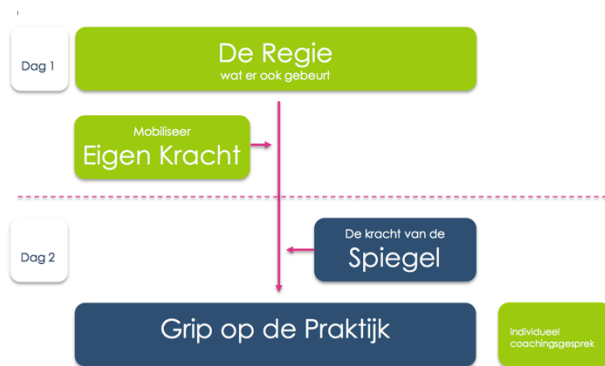 Dag 1
De Regie
wat er ook gebeurt
Mobiliseer
Eigen Kracht
Dag 2
De kracht van de
Spiegel
Grip op de Praktijk
individueel
coachingsgesprek